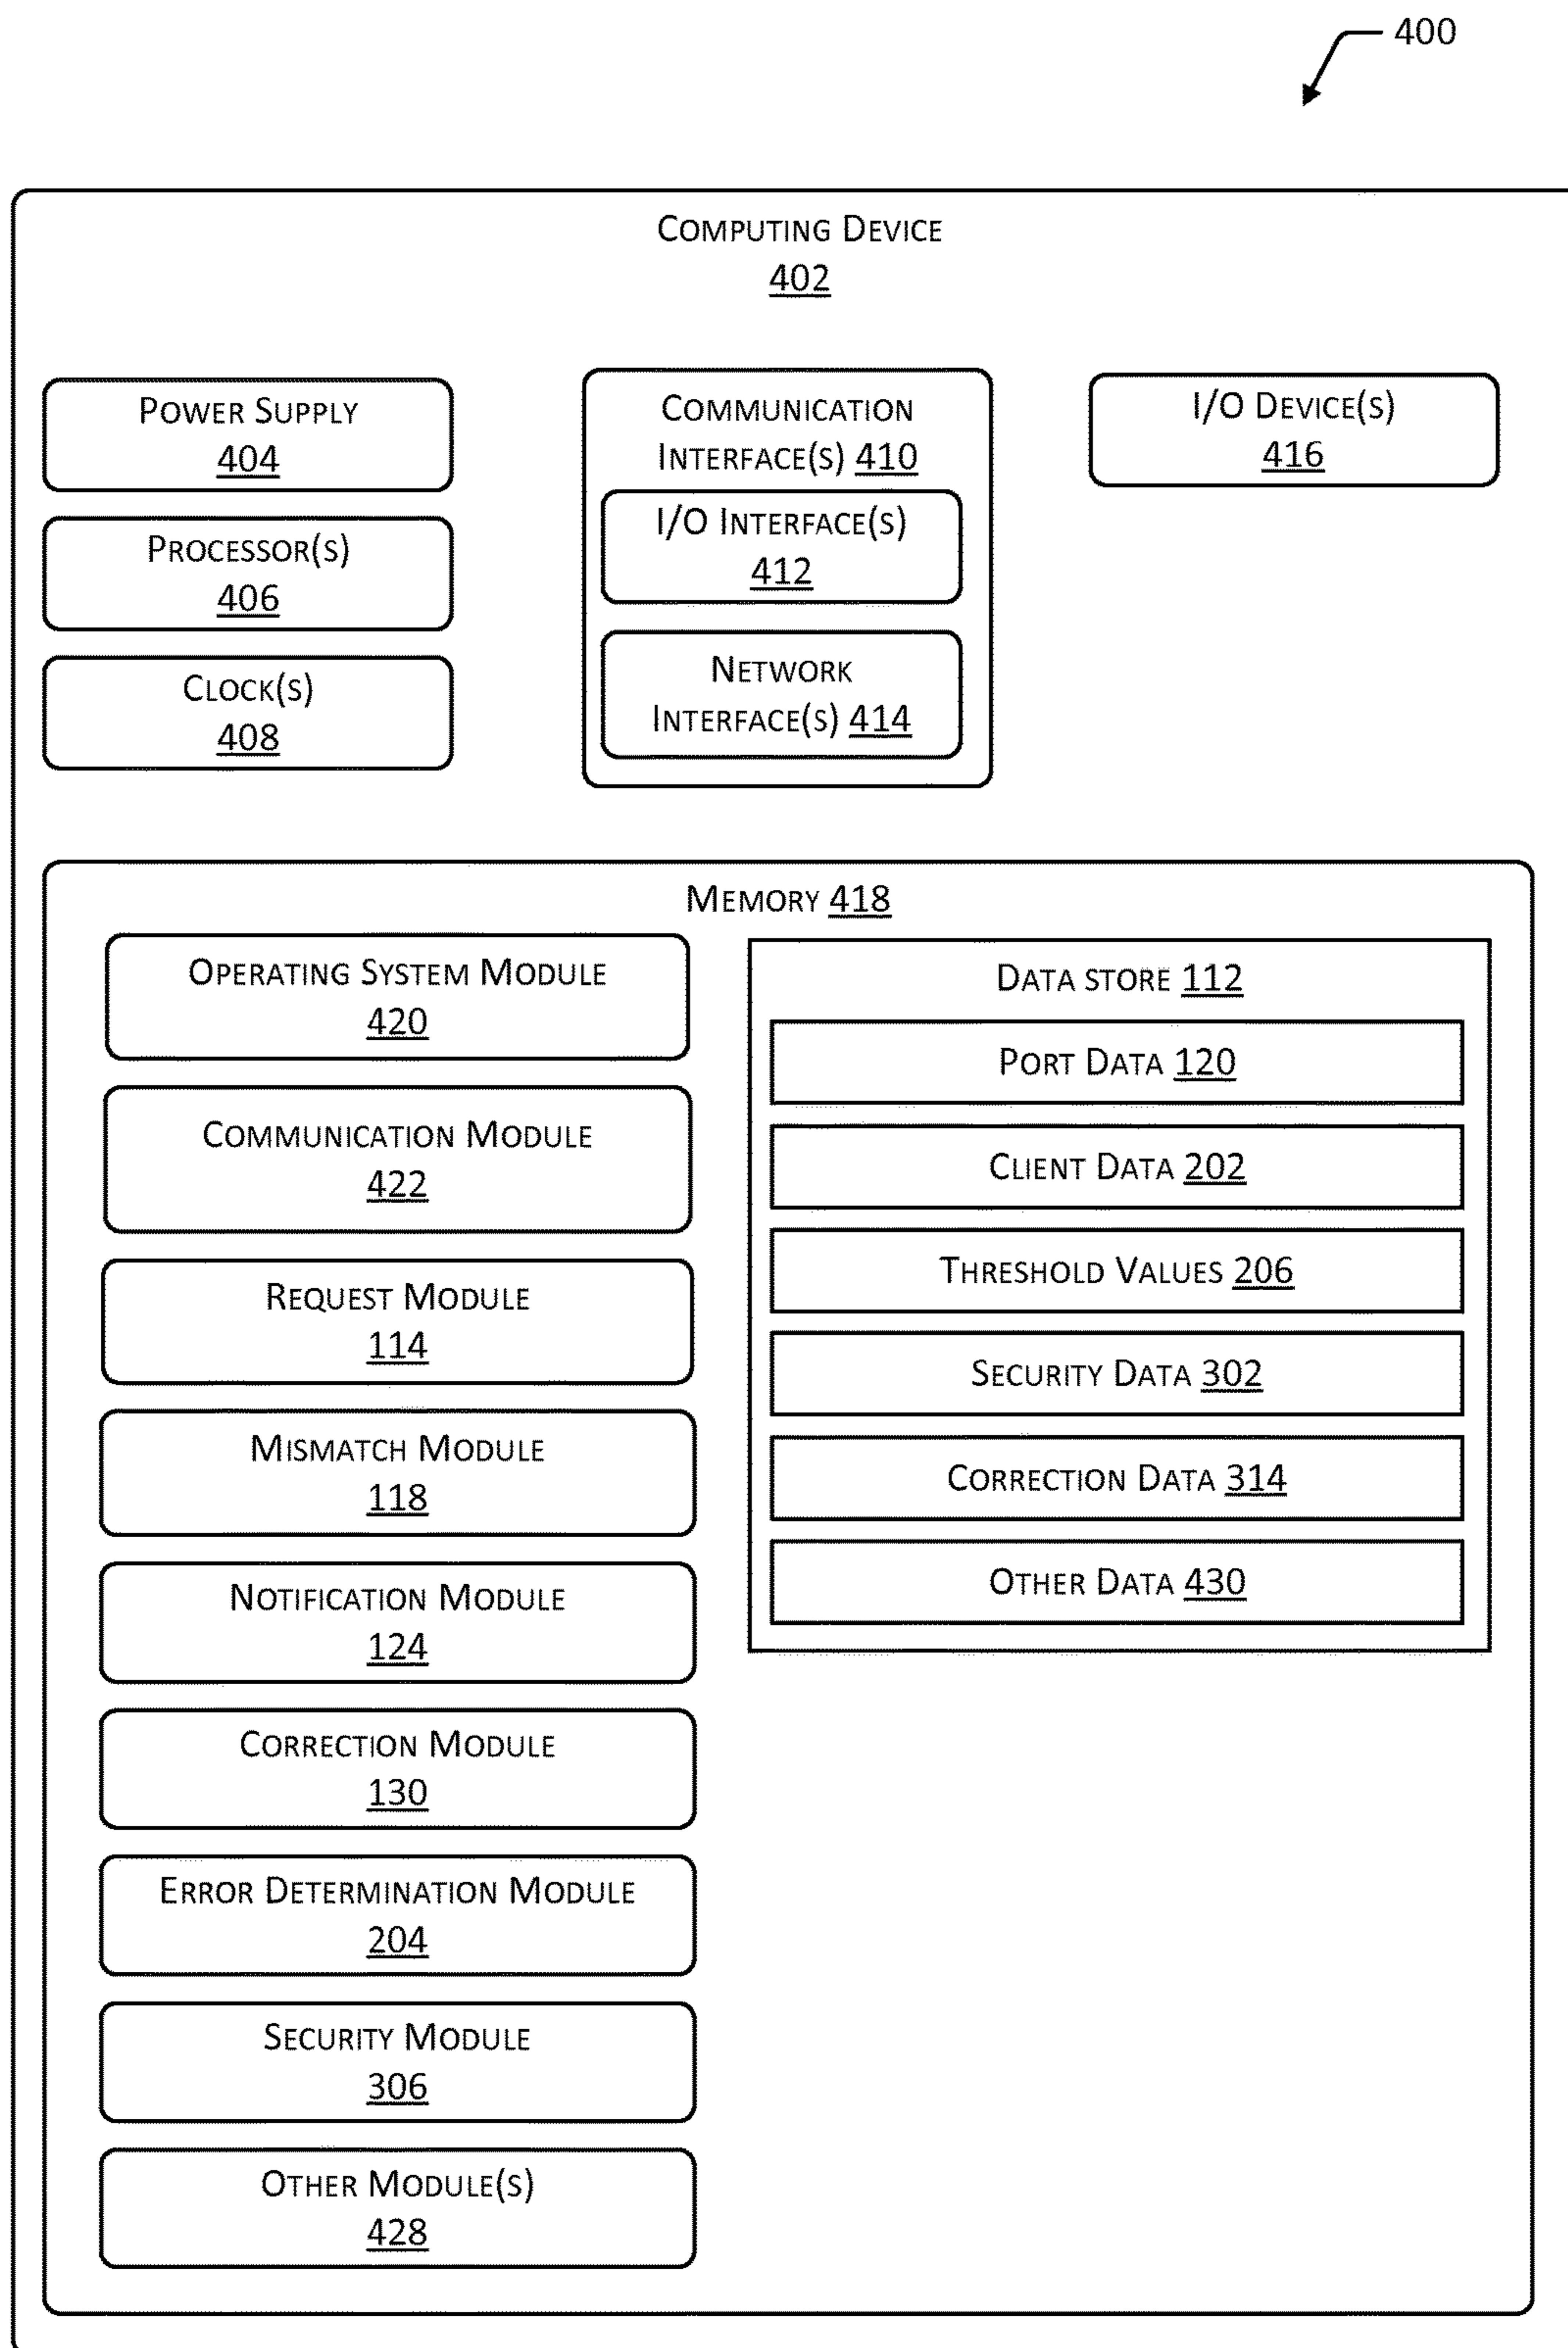 400
COMPUTING DEVICE
402
POWER SUPPLY
404
PROCESSOR(S)
406
CLOCK(S)
408
COMMUNICATION
INTERFACE(S) 410
I/O INTERFACE(S)
412
NETWORK
INTERFACE(S) 414
I/O DEVICE(S)
416
MEMORY 418
OPERATING SYSTEM MODULE
420
COMMUNICATION MODULE
422
REQUEST MODULE
114
MISMATCH MODULE
118
NOTIFICATION MODULE
124
CORRECTION MODULE
130
ERROR DETERMINATION MODULE
204
SECURITY MODULE
306
OTHER MODULE(S)
428
DATA STORE 112
PORT DATA 120
CLIENT DATA 202
THRESHOLD VALUES 206
SECURITY DATA 302
CORRECTION DATA 314
OTHER DATA 430